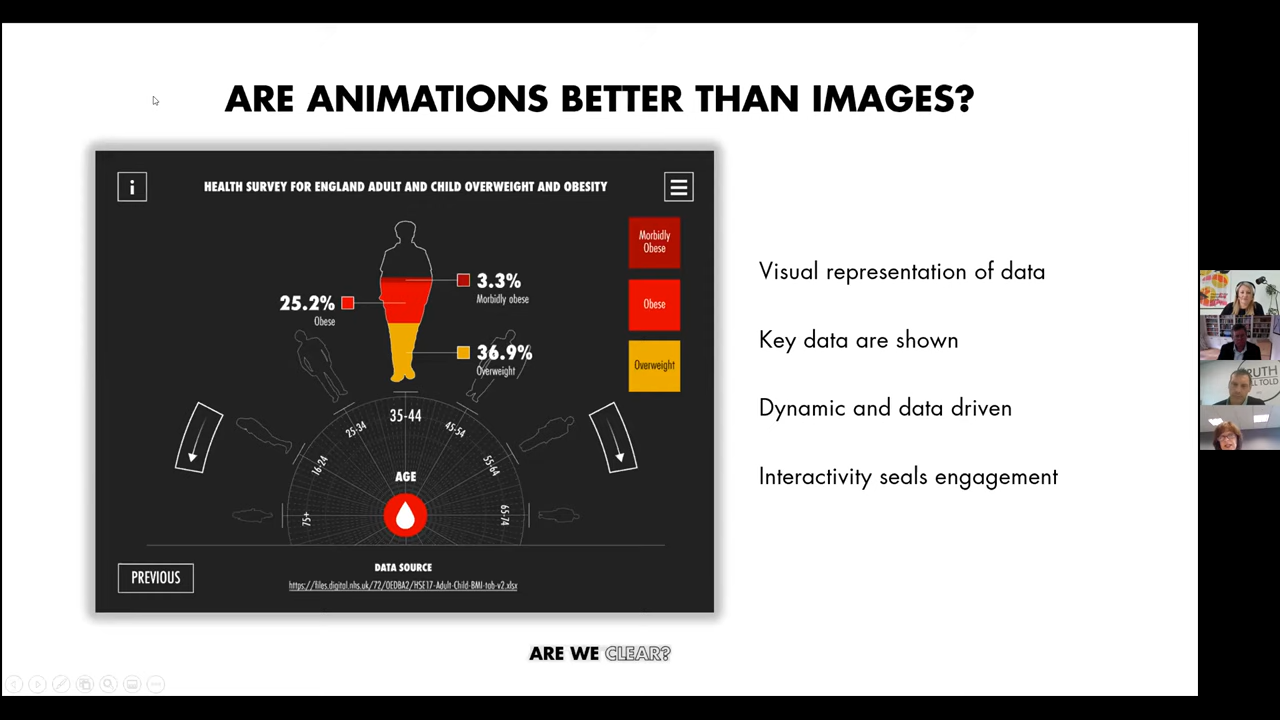 ARE ANIMATIONS BETTER THAN IMAGES?
i
HEALTH SURVEY FOR ENGLAND ADULT AND CHILD OVERWEIGHT AND OBESITY
Morbidly
Obese
Obese
Overweight
3.3%
Morbidly obese
25.2%
Obese
36.9%
Overweight
75+
16-24
25-34
35-44
45-54
55-64
65-74
AGE
PREVIOUS
DATA SOURCE
https://files.digital.nhs.uk/72/0EDBA2/HSE17-Adult-Child-BMI-tab-v2.xlsx
Visual representation of data
Key data are shown
Dynamic and data driven
Interactivity seals engagement
ARE WE CLEAR?
TOLD